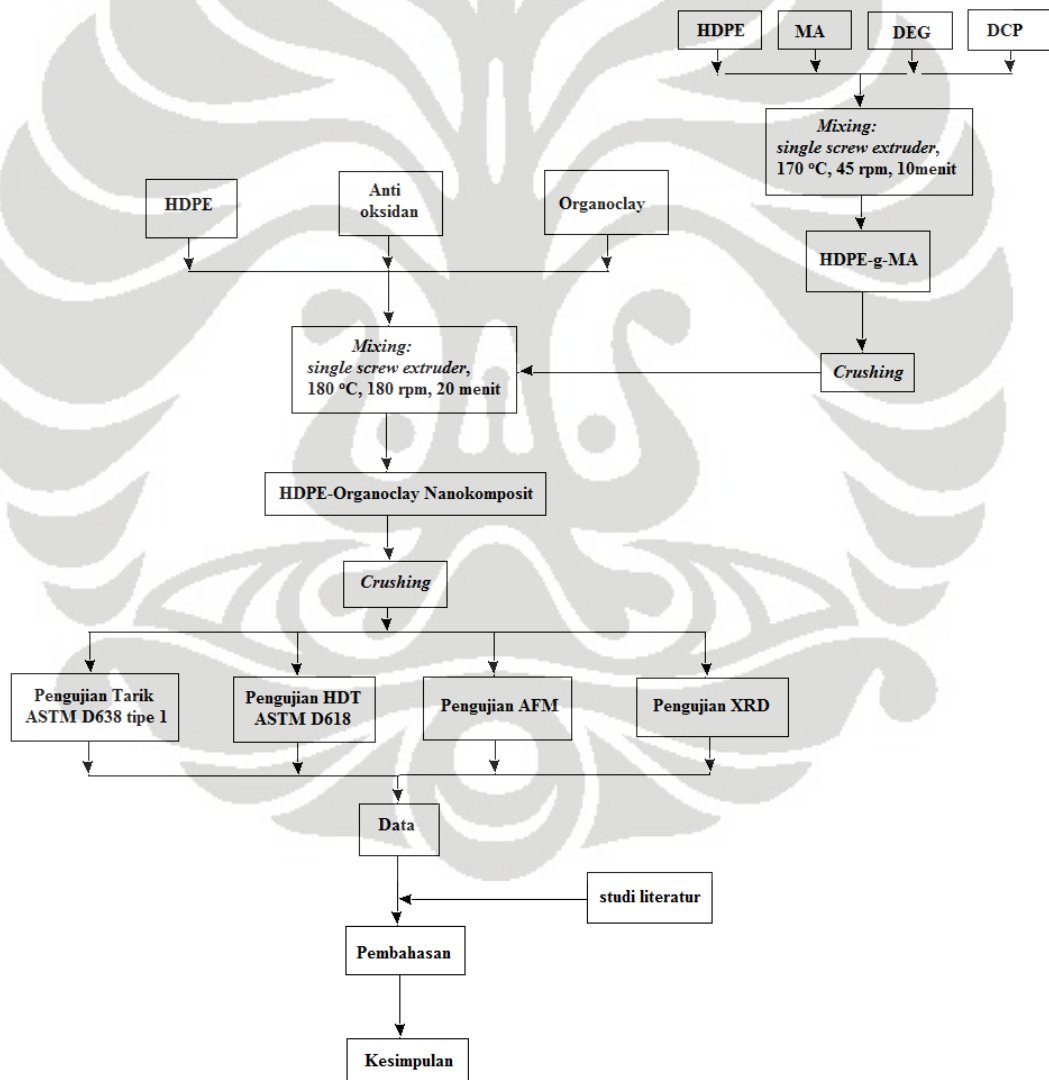 HDPE
MA
DEG
DCP
Mixing:
single screw extruder,
170 °C, 45 rpm, 10menit
HDPE
Anti
oksidan
Organoclay
HDPE-g-MA
Mixing:
single screw extruder,
180 °C, 180 rpm, 20 menit
Crushing
HDPE-Organoclay Nanokomposit
Crushing
Pengujian Tarik
ASTM D638 tipe 1
Pengujian HDT
ASTM D618
Pengujian AFM
Pengujian XRD
Data
studi literatur
Pembahasan
Kesimpulan